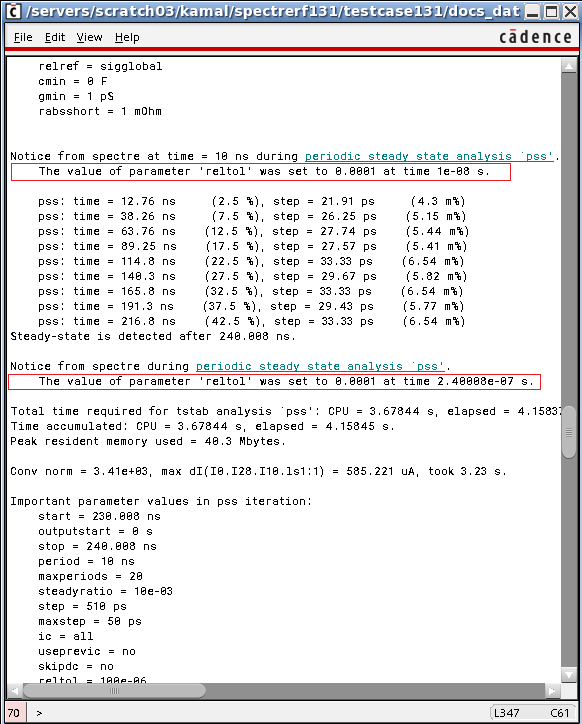 /servers/scratch03/kamal/spectrerf131/testcase131/docs_dat
File Edit View Help cādence
relref = sigglobal
cmin = 0 F
gmin = 1 pS
rabsshort = 1 mOhm
Notice from spectre at time = 10 ns during periodic steady state analysis `pss'.
The value of parameter 'reltol' was set to 0.0001 at time 1e-08 s.
pss: time = 12.76 ns (2.5 %), step = 21.91 ps (4.3 m%)
pss: time = 38.26 ns (7.5 %), step = 26.25 ps (5.15 m%)
pss: time = 63.76 ns (12.5 %), step = 27.74 ps (5.44 m%)
pss: time = 89.25 ns (17.5 %), step = 27.57 ps (5.41 m%)
pss: time = 114.8 ns (22.5 %), step = 33.33 ps (6.54 m%)
pss: time = 140.3 ns (27.5 %), step = 29.67 ps (5.82 m%)
pss: time = 165.8 ns (32.5 %), step = 33.33 ps (6.54 m%)
pss: time = 191.3 ns (37.5 %), step = 29.43 ps (5.77 m%)
pss: time = 216.8 ns (42.5 %), step = 33.33 ps (6.54 m%)
Steady-state is detected after 240.008 ns.
Notice from spectre during periodic steady state analysis `pss'.
The value of parameter 'reltol' was set to 0.0001 at time 2.40008e-07 s.
Total time required for tstab analysis `pss': CPU = 3.67844 s, elapsed = 4.1583
Time accumulated: CPU = 3.67844 s, elapsed = 4.15845 s.
Peak resident memory used = 40.3 Mbytes.
Conv norm = 3.41e+03, max dI(I0.I28.I10.ls1:1) = 585.221 uA, took 3.23 s.
Important parameter values in pss iteration:
start = 230.008 ns
outputstart = 0 s
stop = 240.008 ns
period = 10 ns
maxperiods = 20
steadyratio = 10e-03
step = 510 ps
maxstep = 50 ps
ic = all
useprevic = no
skipdc = no
reltol = 100e-06
70 > L347 C61